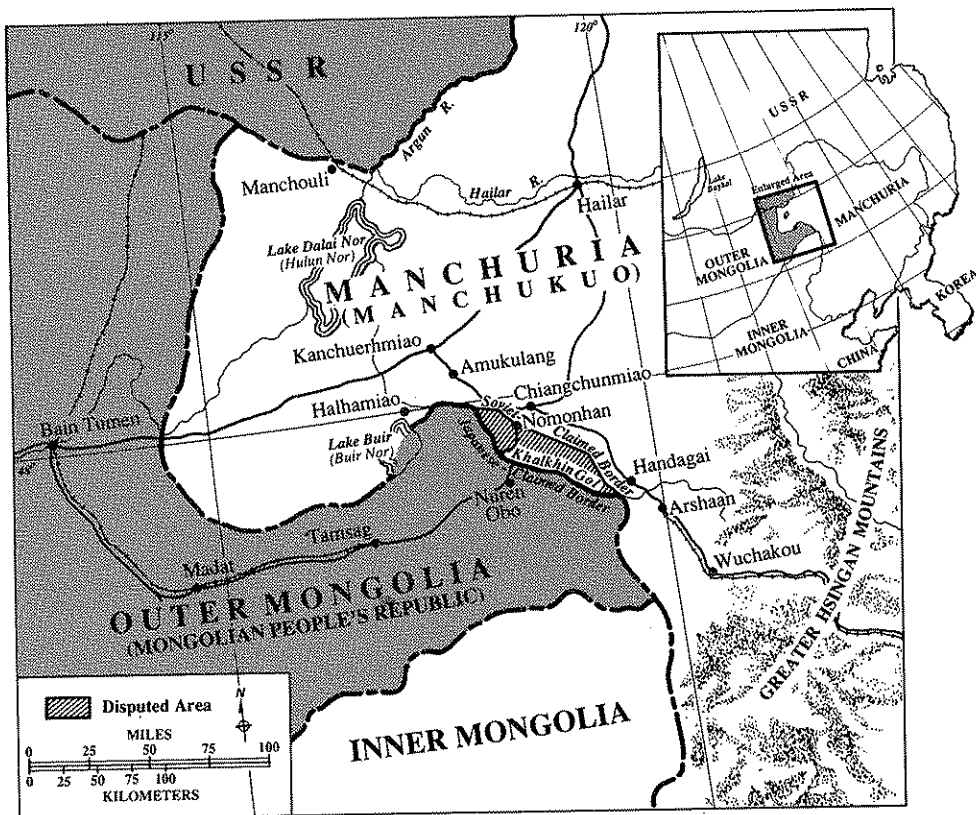 115°
120°
USSR
Argun R.
Manchouli
Hailar R.
Hailar
Lake Dalai Nor
(Hulun Nor)
MANCHURIA
(MANCHUKUO)
Kanchuerhmiao
Amukulang
Chiangchunmiao
Halhamiao
Soviet Claimed Border
Nomonhan
Lake Buir
(Buir Nor)
Khalkhin Gol
Japanese Claimed Border
Bain Tumen
Handagai
Nuren
Obo
Arshaan
Tamsag
Wuchakou
Madat
OUTER MONGOLIA
(MONGOLIAN PEOPLE'S REPUBLIC)
GREATER HSINGAN MOUNTAINS
INNER MONGOLIA
Disputed Area
N
MILES
0 25 50 75 100
0 25 50 75 100
KILOMETERS
USSR
Lake
Baykal
Enlarged Area
MANCHURIA
OUTER
MONGOLIA
INNER
MONGOLIA
KOREA
CHINA